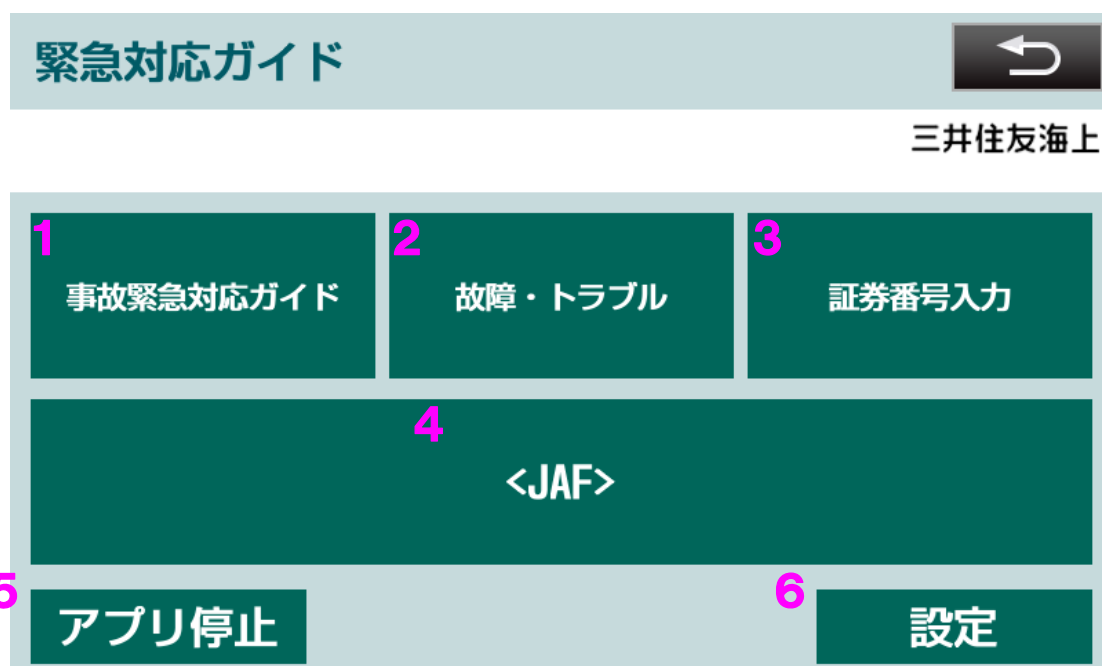 緊急対応ガイド
三井住友海上
1
事故緊急対応ガイド
2
故障・トラブル
3
証券番号入力
4
<JAF>
5
アプリ停止
6
設定